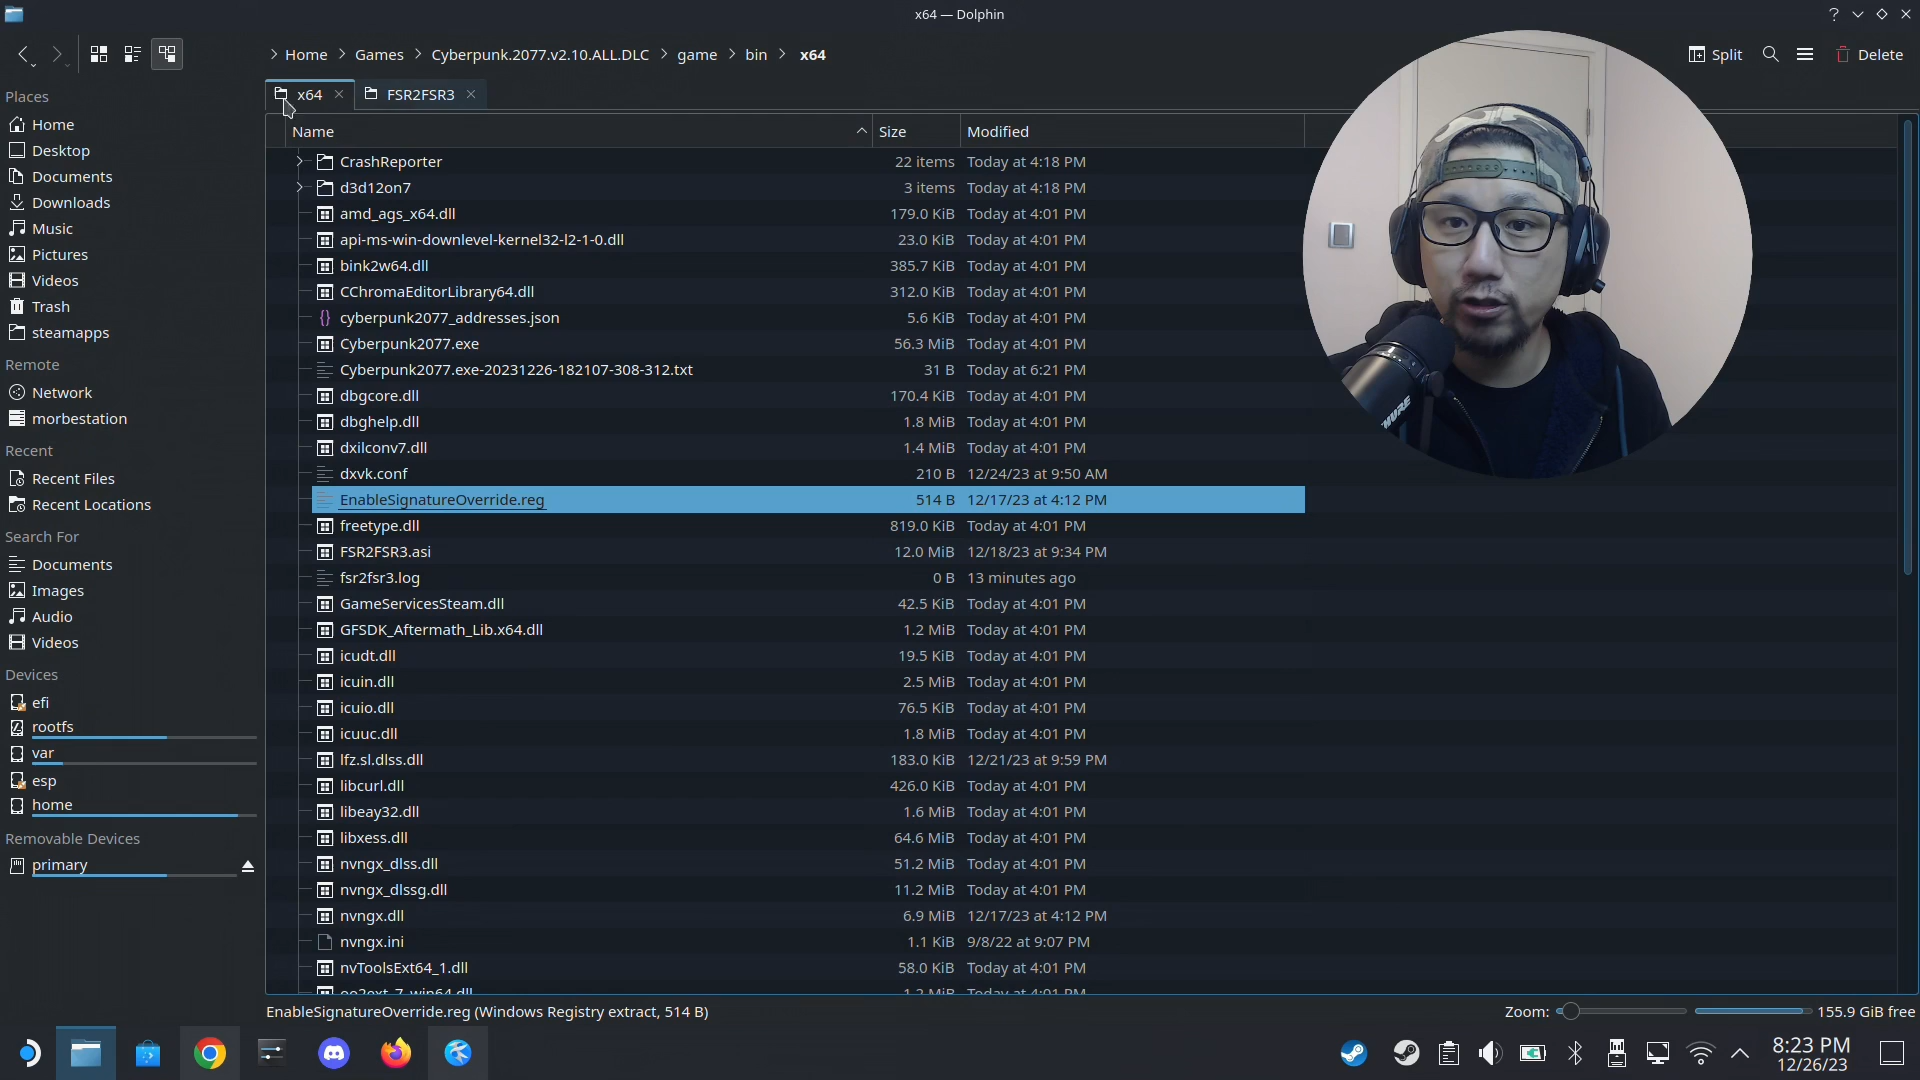 x64 — Dolphin
Home
Games
Cyberpunk.2077.v2.10.ALL.DLC
game
bin
x64
Split
Delete
Places
x64
FSR2FSR3
Name
Size
Modified
Home
Desktop
Documents
Downloads
Music
Pictures
Videos
Trash
steamapps
Remote
Network
morbestation
Recent
Recent Files
Recent Locations
Search For
Documents
Images
Audio
Videos
Devices
efi
rootfs
var
esp
home
Removable Devices
primary
CrashReporter 22 items Today at 4:18 PM
d3d12on7 3 items Today at 4:18 PM
amd_ags_x64.dll 179.0 KiB Today at 4:01 PM
api-ms-win-downlevel-kernel32-l2-1-0.dll 23.0 KiB Today at 4:01 PM
bink2w64.dll 385.7 KiB Today at 4:01 PM
CChromaEditorLibrary64.dll 312.0 KiB Today at 4:01 PM
cyberpunk2077_addresses.json 5.6 KiB Today at 4:01 PM
Cyberpunk2077.exe 56.3 MiB Today at 4:01 PM
Cyberpunk2077.exe-20231226-182107-308-312.txt 31 B Today at 6:21 PM
dbgcore.dll 170.4 KiB Today at 4:01 PM
dbghelp.dll 1.8 MiB Today at 4:01 PM
dxilconv7.dll 1.4 MiB Today at 4:01 PM
dxvk.conf 210 B 12/24/23 at 9:50 AM
EnableSignatureOverride.reg 514 B 12/17/23 at 4:12 PM
freetype.dll 819.0 KiB Today at 4:01 PM
FSR2FSR3.asi 12.0 MiB 12/18/23 at 9:34 PM
fsr2fsr3.log 0 B 13 minutes ago
GameServicesSteam.dll 42.5 KiB Today at 4:01 PM
GFSDK_Aftermath_Lib.x64.dll 1.2 MiB Today at 4:01 PM
icudt.dll 19.5 KiB Today at 4:01 PM
icuin.dll 2.5 MiB Today at 4:01 PM
icuio.dll 76.5 KiB Today at 4:01 PM
icuuc.dll 1.8 MiB Today at 4:01 PM
lfz.sl.dlss.dll 183.0 KiB 12/21/23 at 9:59 PM
libcurl.dll 426.0 KiB Today at 4:01 PM
libeay32.dll 1.6 MiB Today at 4:01 PM
libxess.dll 64.6 MiB Today at 4:01 PM
nvngx_dlss.dll 51.2 MiB Today at 4:01 PM
nvngx_dlssg.dll 11.2 MiB Today at 4:01 PM
nvngx.dll 6.9 MiB 12/17/23 at 4:12 PM
nvngx.ini 1.1 KiB 9/8/22 at 9:07 PM
nvToolsExt64_1.dll 58.0 KiB Today at 4:01 PM
EnableSignatureOverride.reg (Windows Registry extract, 514 B)
Zoom:
155.9 GiB free
8:23 PM
12/26/23